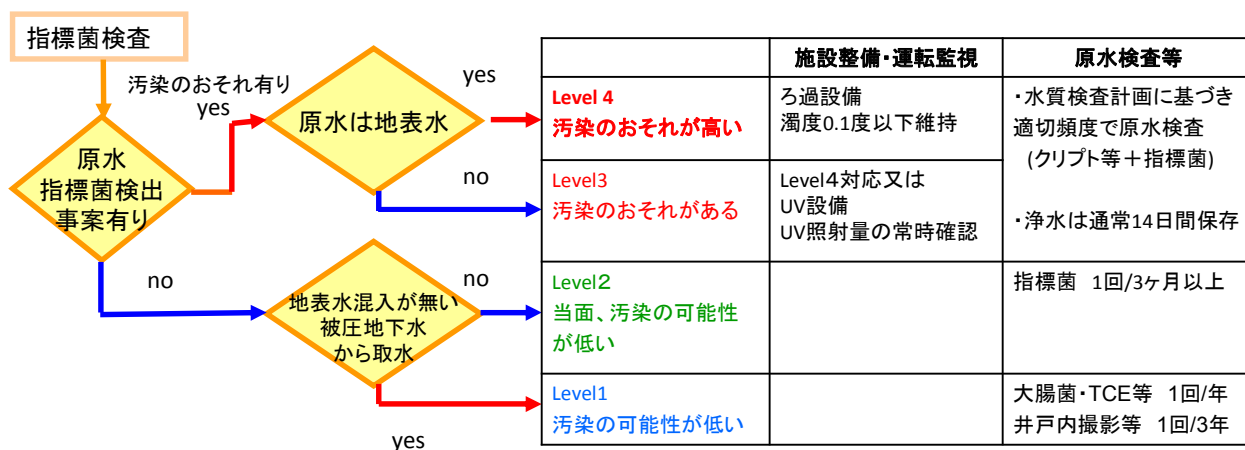 指標菌検査
汚染のおそれ有り
yes
原水
指標菌検出
事案有り
原水は地表水
yes
no
no
地表水混入が無い
被圧地下水
から取水
no
yes
施設整備・運転監視
原水検査等
Level 4
汚染のおそれが高い
ろ過設備
濁度0.1度以下維持
・水質検査計画に基づき
適切頻度で原水検査
(クリプト等＋指標菌)
・浄水は通常14日間保存
Level3
汚染のおそれがある
Level４対応又は
UV設備
UV照射量の常時確認
Level２
当面、汚染の可能性
が低い
指標菌 1回/3ヶ月以上
Level1
汚染の可能性が低い
大腸菌・TCE等 1回/年
井戸内撮影等 1回/3年